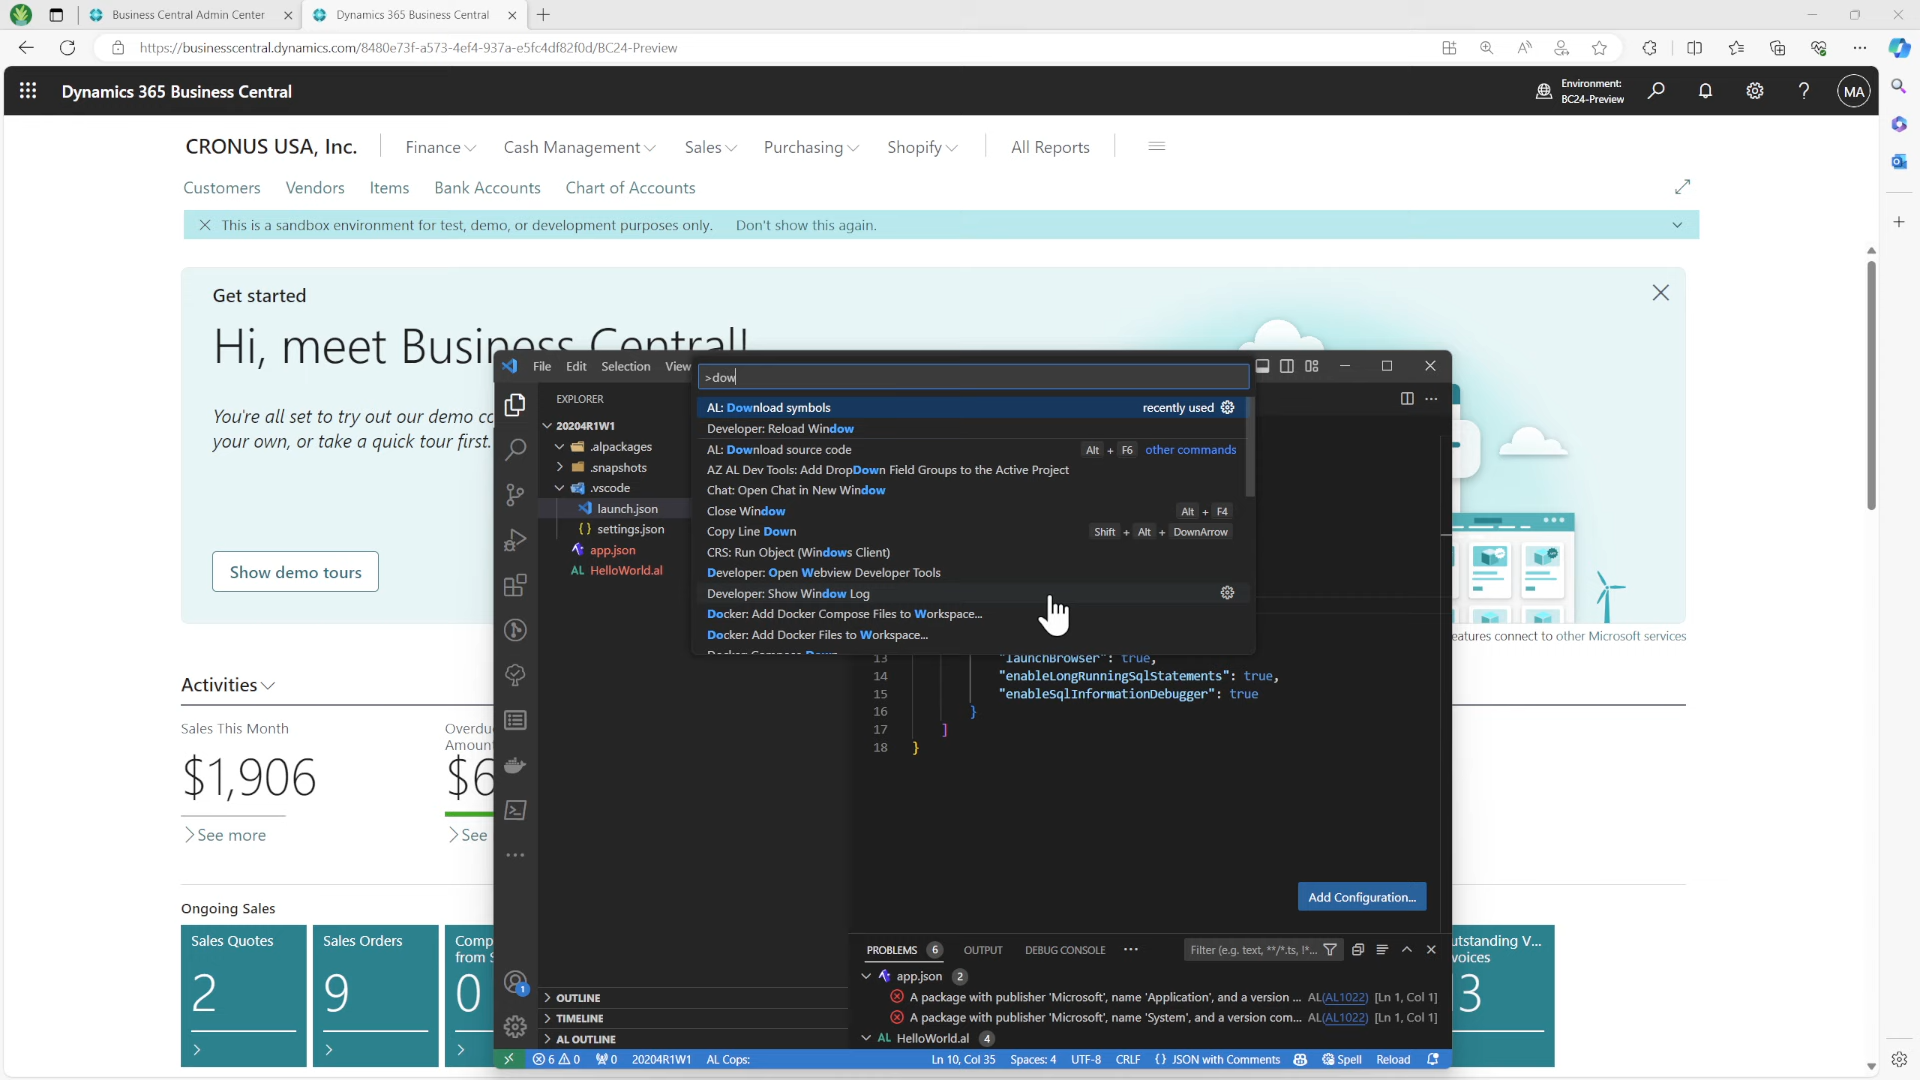 Business Central Admin Center
Dynamics 365 Business Central
https://businesscentral.dynamics.com/8480e73f-a573-4ef4-937a-e5fc4df82f0d/BC24-Preview
Dynamics 365 Business Central
Environment:
BC24-Preview
MA
CRONUS USA, Inc.
Finance
Cash Management
Sales
Purchasing
Shopify
All Reports
Customers
Vendors
Items
Bank Accounts
Chart of Accounts
This is a sandbox environment for test, demo, or development purposes only.
Don't show this again.
Get started
Hi, meet Business Central!
You're all set to try out our demo
your own, or take a quick tour first.
Show demo tours
eatures connect to other Microsoft services
Activities
Sales This Month
$1,906
See more
Overdu
Amoun
$6
See
Ongoing Sales
Sales Quotes
2
Sales Orders
9
Comp
from S
0
utstanding V...
voices
3
File
Edit
Selection
View
>dow
AL: Download symbols
recently used
Developer: Reload Window
AL: Download source code
Alt + F6 other commands
AZ AL Dev Tools: Add DropDown Field Groups to the Active Project
Chat: Open Chat in New Window
Close Window
Alt + F4
Copy Line Down
Shift + Alt + DownArrow
CRS: Run Object (Windows Client)
Developer: Open Webview Developer Tools
Developer: Show Window Log
Docker: Add Docker Compose Files to Workspace...
Docker: Add Docker Files to Workspace...
Docker: Compose Down
EXPLORER
20204R1W1
.alpackages
.snapshots
.vscode
launch.json
settings.json
app.json
AL HelloWorld.al
OUTLINE
TIMELINE
AL OUTLINE
13 "launchBrowser": true,
14 "enableLongRunningSqlStatements": true,
15 "enableSqlInformationDebugger": true
16 }
17 ]
18 }
Add Configuration...
PROBLEMS 6
OUTPUT
DEBUG CONSOLE
Filter (e.g. text, **/*.ts, !*...
app.json 2
A package with publisher 'Microsoft', name 'Application', and a version ... AL(AL1022) [Ln 1, Col 1]
A package with publisher 'Microsoft', name 'System', and a version com... AL(AL1022) [Ln 1, Col 1]
AL HelloWorld.al 4
1
6 0
0
20204R1W1
AL Cops:
Ln 10, Col 35
Spaces: 4
UTF-8
CRLF
{} JSON with Comments
Spell
Reload